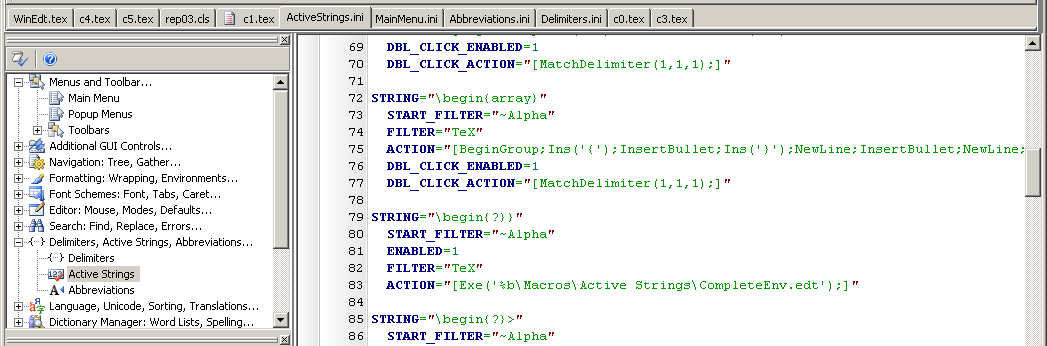 WinEdt.tex c4.tex c5.tex rep03.cls c1.tex ActiveStrings.ini MainMenu.ini Abbreviations.ini Delimiters.ini c0.tex c3.tex
Menus and Toolbar...
Main Menu
Popup Menus
Toolbars
Additional GUI Controls...
Navigation: Tree, Gather...
Formatting: Wrapping, Environments...
Font Schemes: Font, Tabs, Caret...
Editor: Mouse, Modes, Defaults...
Search: Find, Replace, Errors...
Delimiters, Active Strings, Abbreviations...
Delimiters
Active Strings
Abbreviations
Language, Unicode, Sorting, Translations...
Dictionary Manager: Word Lists, Spelling...
69 DBL_CLICK_ENABLED=1
70 DBL_CLICK_ACTION="[MatchDelimiter(1,1,1);]"
71
72 STRING="\begin{array}"
73 START_FILTER="~Alpha"
74 FILTER="TeX"
75 ACTION="[BeginGroup;Ins('{');InsertBullet;Ins('}');NewLine;InsertBullet;NewLine;
76 DBL_CLICK_ENABLED=1
77 DBL_CLICK_ACTION="[MatchDelimiter(1,1,1);]"
78
79 STRING="\begin{?}}"
80 START_FILTER="~Alpha"
81 ENABLED=1
82 FILTER="TeX"
83 ACTION="[Exe('%b\Macros\Active Strings\CompleteEnv.edt');]"
84
85 STRING="\begin{?}>"
86 START_FILTER="~Alpha"